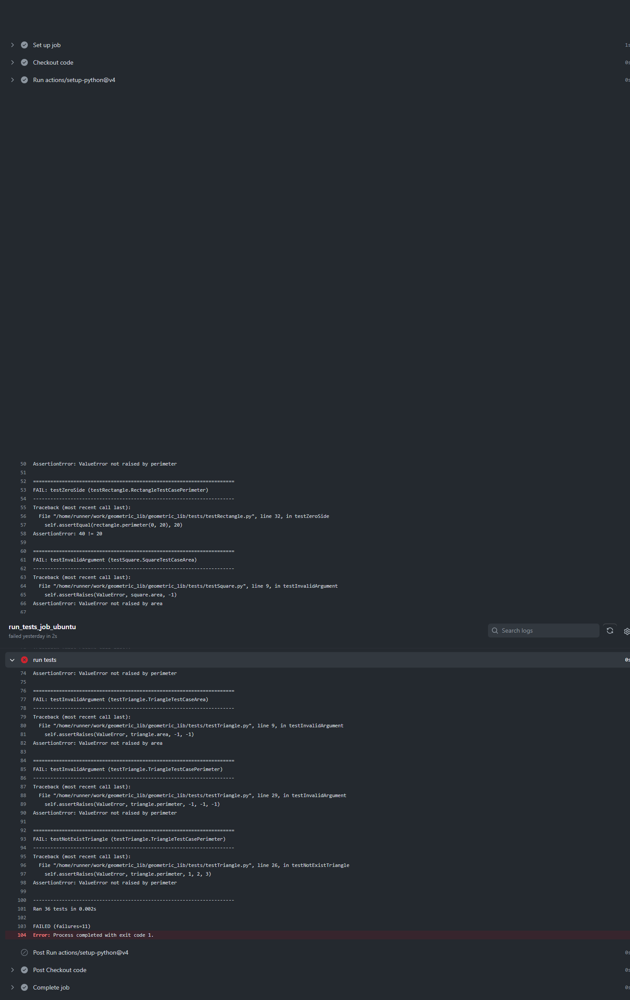 Set up job 1s
Checkout code 0s
Run actions/setup-python@v4 0s
50 AssertionError: ValueError not raised by perimeter
51
52 ======================================================================
53 FAIL: testZeroSide (testRectangle.RectangleTestCasePerimeter)
54 ----------------------------------------------------------------------
55 Traceback (most recent call last):
56 File "/home/runner/work/geometric_lib/geometric_lib/tests/testRectangle.py", line 32, in testZeroSide
57 self.assertEqual(rectangle.perimeter(0, 20), 20)
58 AssertionError: 40 != 20
59
60 ======================================================================
61 FAIL: testInvalidArgument (testSquare.SquareTestCaseArea)
62 ----------------------------------------------------------------------
63 Traceback (most recent call last):
64 File "/home/runner/work/geometric_lib/geometric_lib/tests/testSquare.py", line 9, in testInvalidArgument
65 self.assertRaises(ValueError, square.area, -1)
66 AssertionError: ValueError not raised by area
67
run_tests_job_ubuntu
failed yesterday in 2s
Search logs
run tests 0s
74 AssertionError: ValueError not raised by perimeter
75
76 ======================================================================
77 FAIL: testInvalidArgument (testTriangle.TriangleTestCaseArea)
78 ----------------------------------------------------------------------
79 Traceback (most recent call last):
80 File "/home/runner/work/geometric_lib/geometric_lib/tests/testTriangle.py", line 9, in testInvalidArgument
81 self.assertRaises(ValueError, triangle.area, -1, -1)
82 AssertionError: ValueError not raised by area
83
84 ======================================================================
85 FAIL: testInvalidArgument (testTriangle.TriangleTestCasePerimeter)
86 ----------------------------------------------------------------------
87 Traceback (most recent call last):
88 File "/home/runner/work/geometric_lib/geometric_lib/tests/testTriangle.py", line 29, in testInvalidArgument
89 self.assertRaises(ValueError, triangle.perimeter, -1, -1, -1)
90 AssertionError: ValueError not raised by perimeter
91
92 ======================================================================
93 FAIL: testNotExistTriangle (testTriangle.TriangleTestCasePerimeter)
94 ----------------------------------------------------------------------
95 Traceback (most recent call last):
96 File "/home/runner/work/geometric_lib/geometric_lib/tests/testTriangle.py", line 26, in testNotExistTriangle
97 self.assertRaises(ValueError, triangle.perimeter, 1, 2, 3)
98 AssertionError: ValueError not raised by perimeter
99
100 ----------------------------------------------------------------------
101 Ran 36 tests in 0.002s
102
103 FAILED (failures=11)
104 Error: Process completed with exit code 1.
Post Run actions/setup-python@v4 0s
Post Checkout code 0s
Complete job 0s